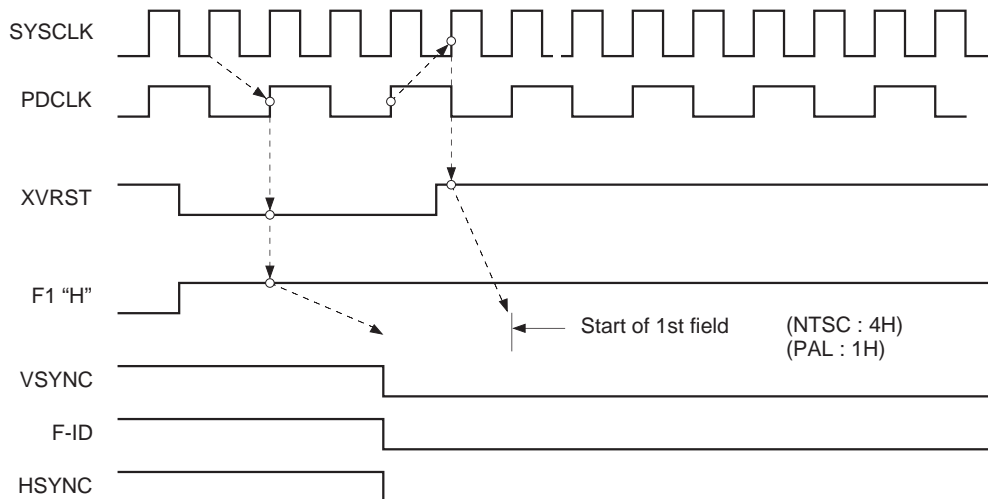 SYSCLK
PDCLK
XVRST
F1 “H”
Start of 1st field (NTSC : 4H)
(PAL : 1H)
VSYNC
F-ID
HSYNC